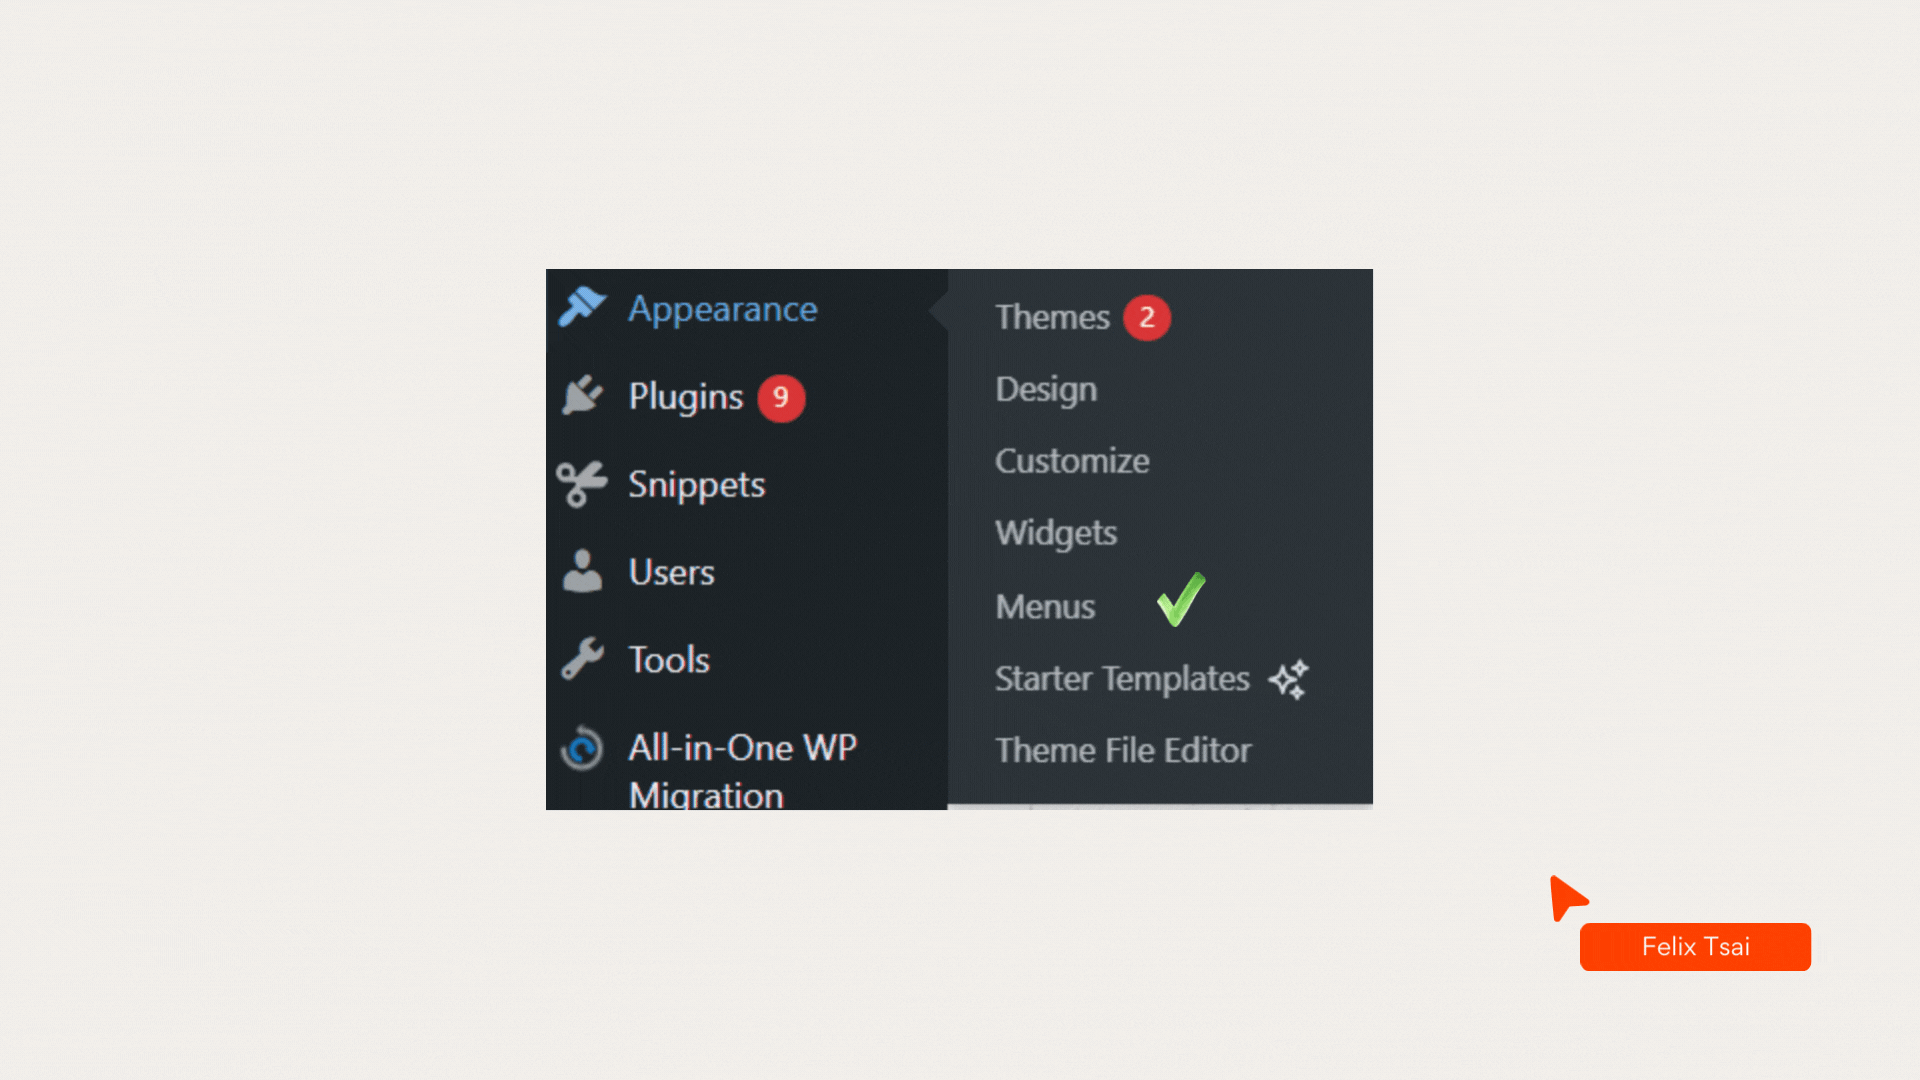 Appearance
Plugins 9
Snippets
Users
Tools
All-in-One WP
Migration
Themes 2
Design
Customize
Widgets
Menus
Starter Templates
Theme File Editor
Felix Tsai